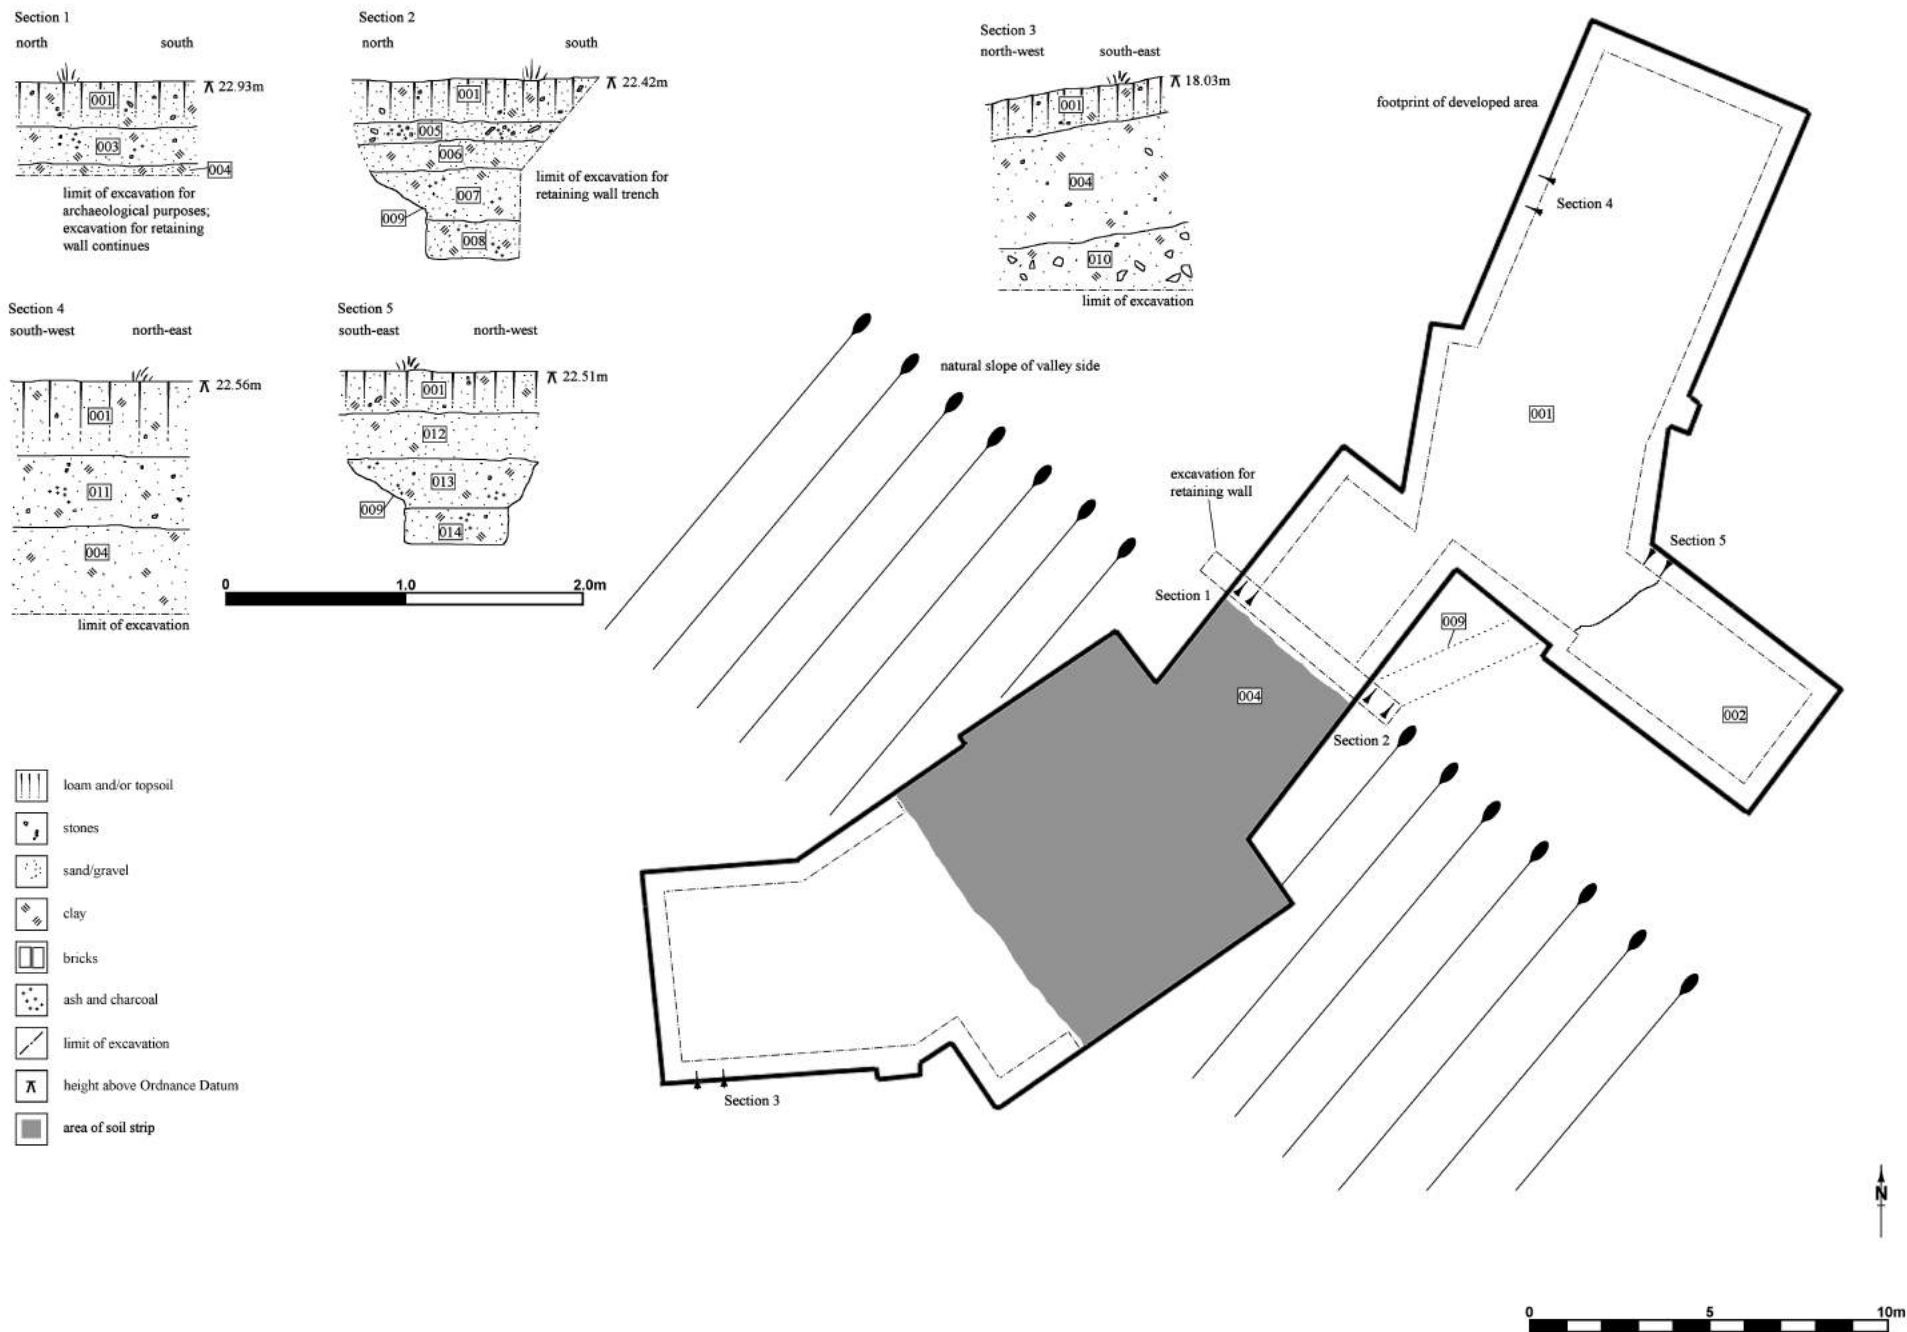 Section 1
north south
22.93m
001
003
004
limit of excavation for
archaeological purposes;
excavation for retaining
wall continues
Section 2
north south
22.42m
001
005
006
007
009
008
limit of excavation for
retaining wall trench
Section 3
north-west south-east
18.03m
001
004
010
limit of excavation
Section 4
south-west north-east
22.56m
001
011
004
limit of excavation
Section 5
south-east north-west
22.51m
001
012
013
009
014
0 1.0 2.0m
natural slope of valley side
footprint of developed area
Section 4
001
excavation for
retaining wall
Section 5
Section 1
009
004
002
Section 2
Section 3
loam and/or topsoil
stones
sand/gravel
clay
bricks
ash and charcoal
limit of excavation
height above Ordnance Datum
area of soil strip
N
0 5 10m